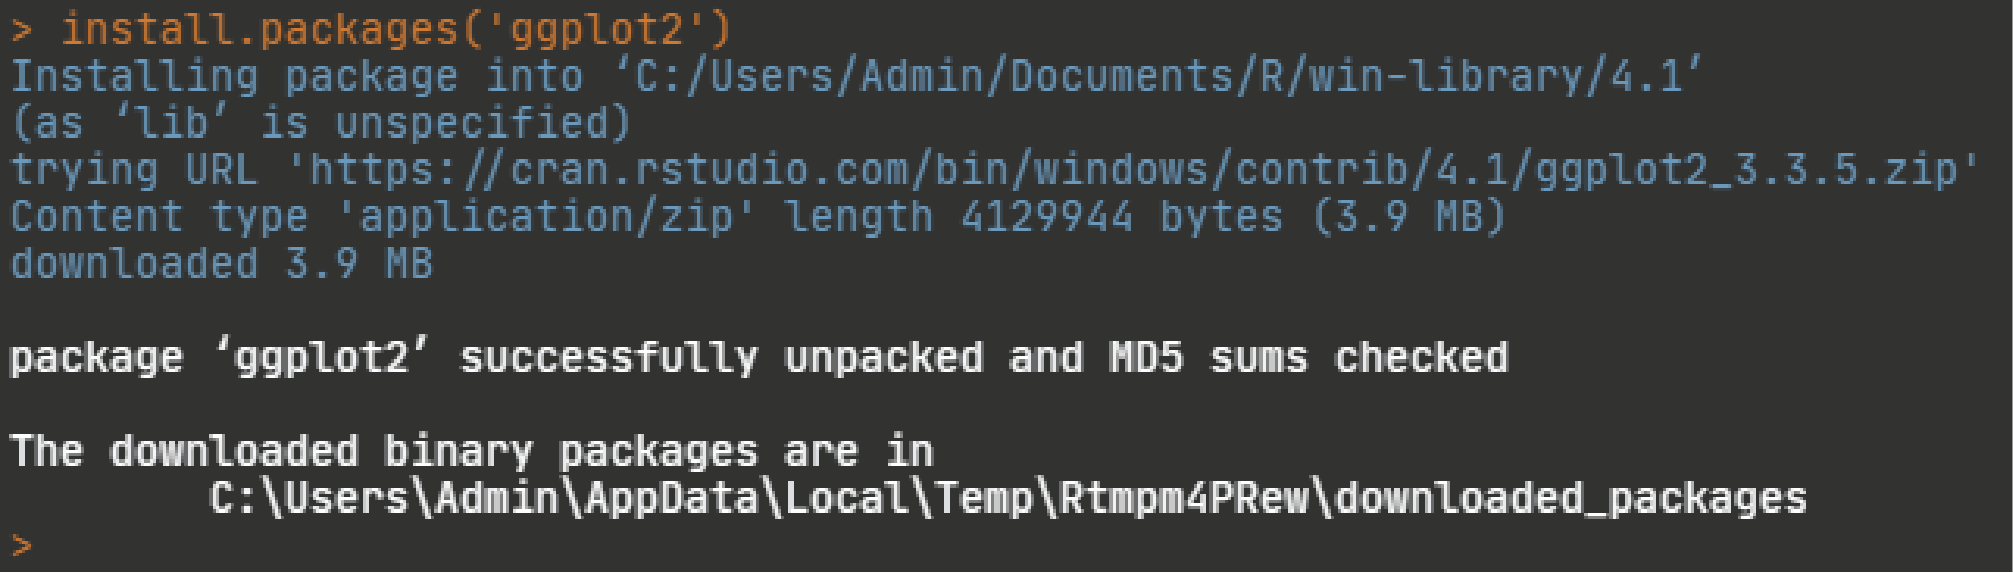 > install.packages('ggplot2')
Installing package into ‘C:/Users/Admin/Documents/R/win-library/4.1’
(as ‘lib’ is unspecified)
trying URL 'https://cran.rstudio.com/bin/windows/contrib/4.1/ggplot2_3.3.5.zip'
Content type 'application/zip' length 4129944 bytes (3.9 MB)
downloaded 3.9 MB
package ‘ggplot2’ successfully unpacked and MD5 sums checked
The downloaded binary packages are in
C:\Users\Admin\AppData\Local\Temp\Rtmpm4PRew\downloaded_packages
>